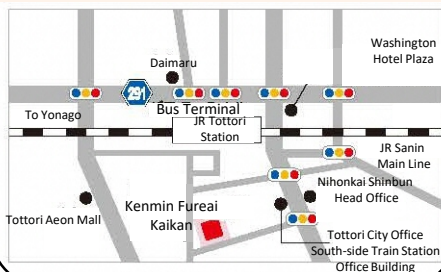 Washington
Hotel Plaza
Daimaru
291
Bus Terminal
To Yonago
JR Tottori
Station
JR Sanin
Main Line
Nihonkai Shinbun
Head Office
Kenmin Fureai
Kaikan
Tottori Aeon Mall
Tottori City Office
South-side Train Station
Office Building